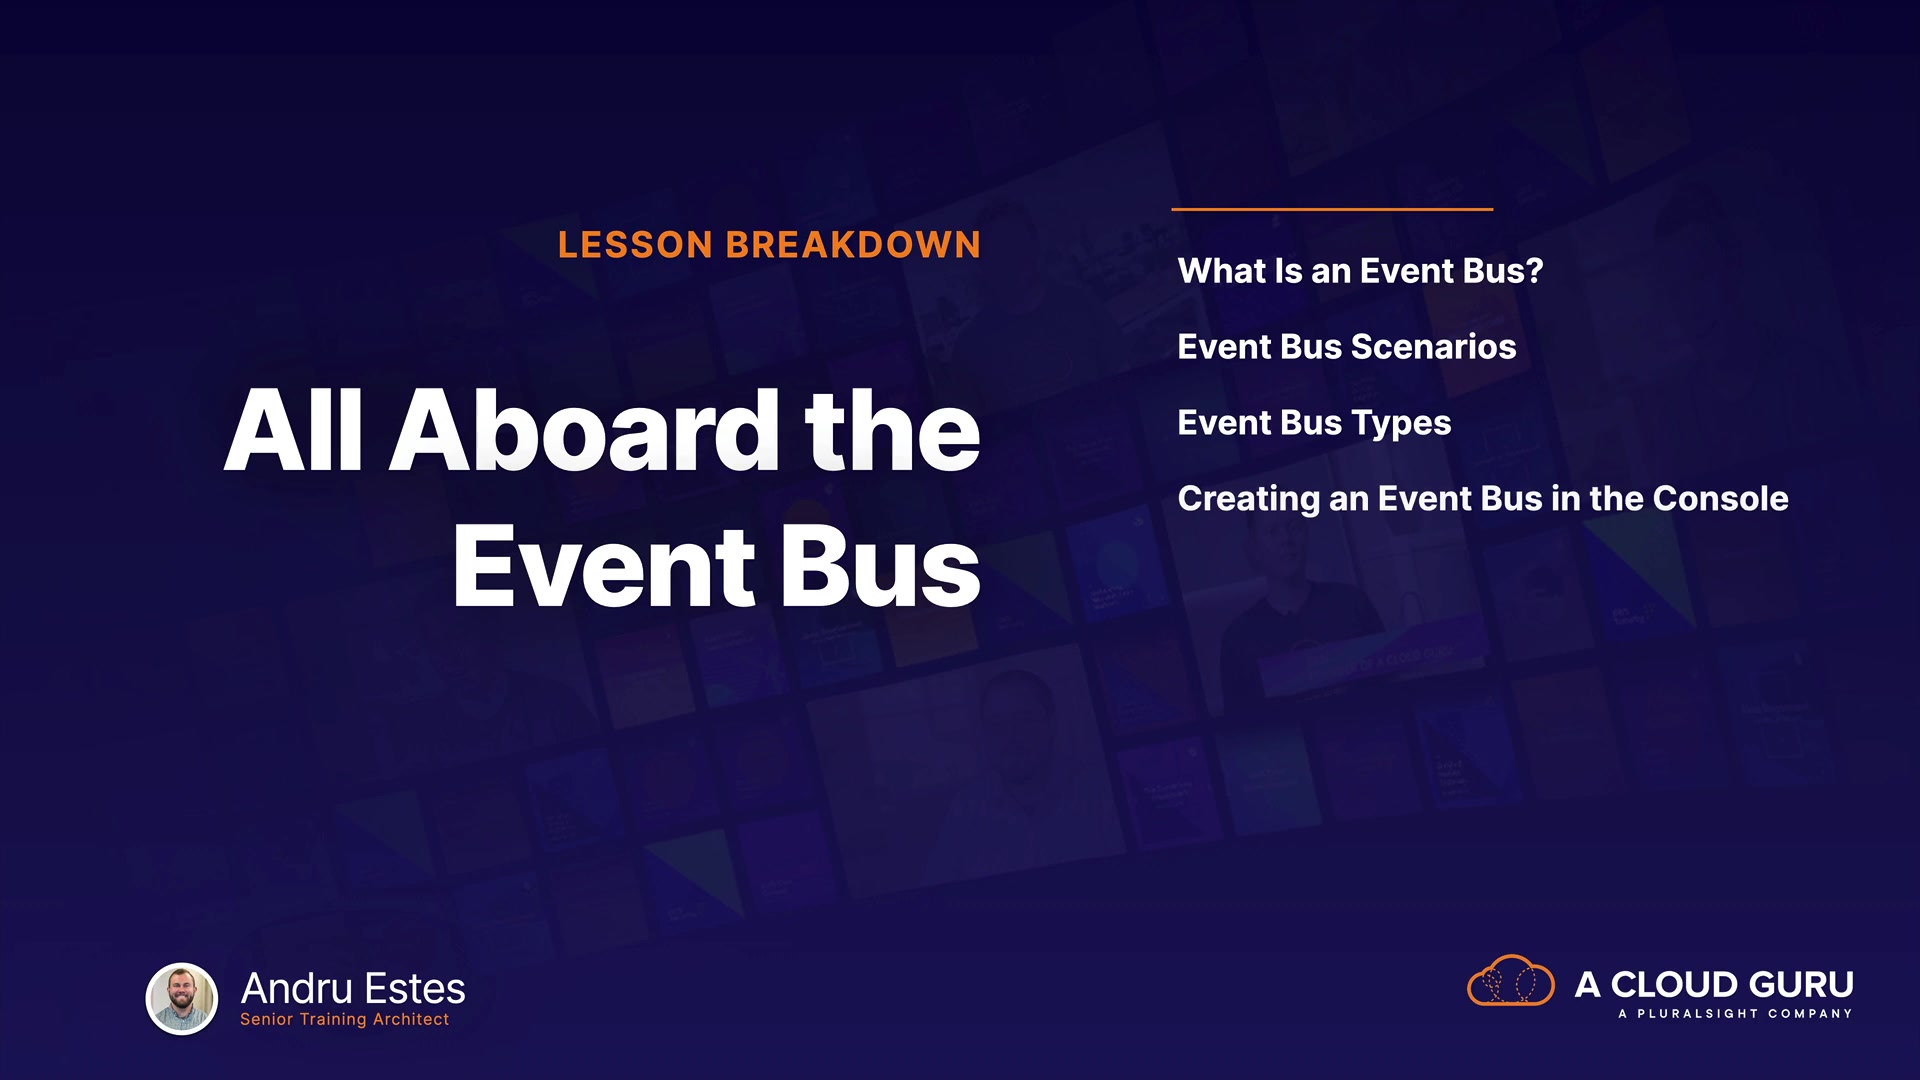 LESSON BREAKDOWN
All Aboard the
Event Bus
What Is an Event Bus?
Event Bus Scenarios
Event Bus Types
Creating an Event Bus in the Console
Andru Estes
Senior Training Architect
A CLOUD GURU
A PLURALSIGHT COMPANY